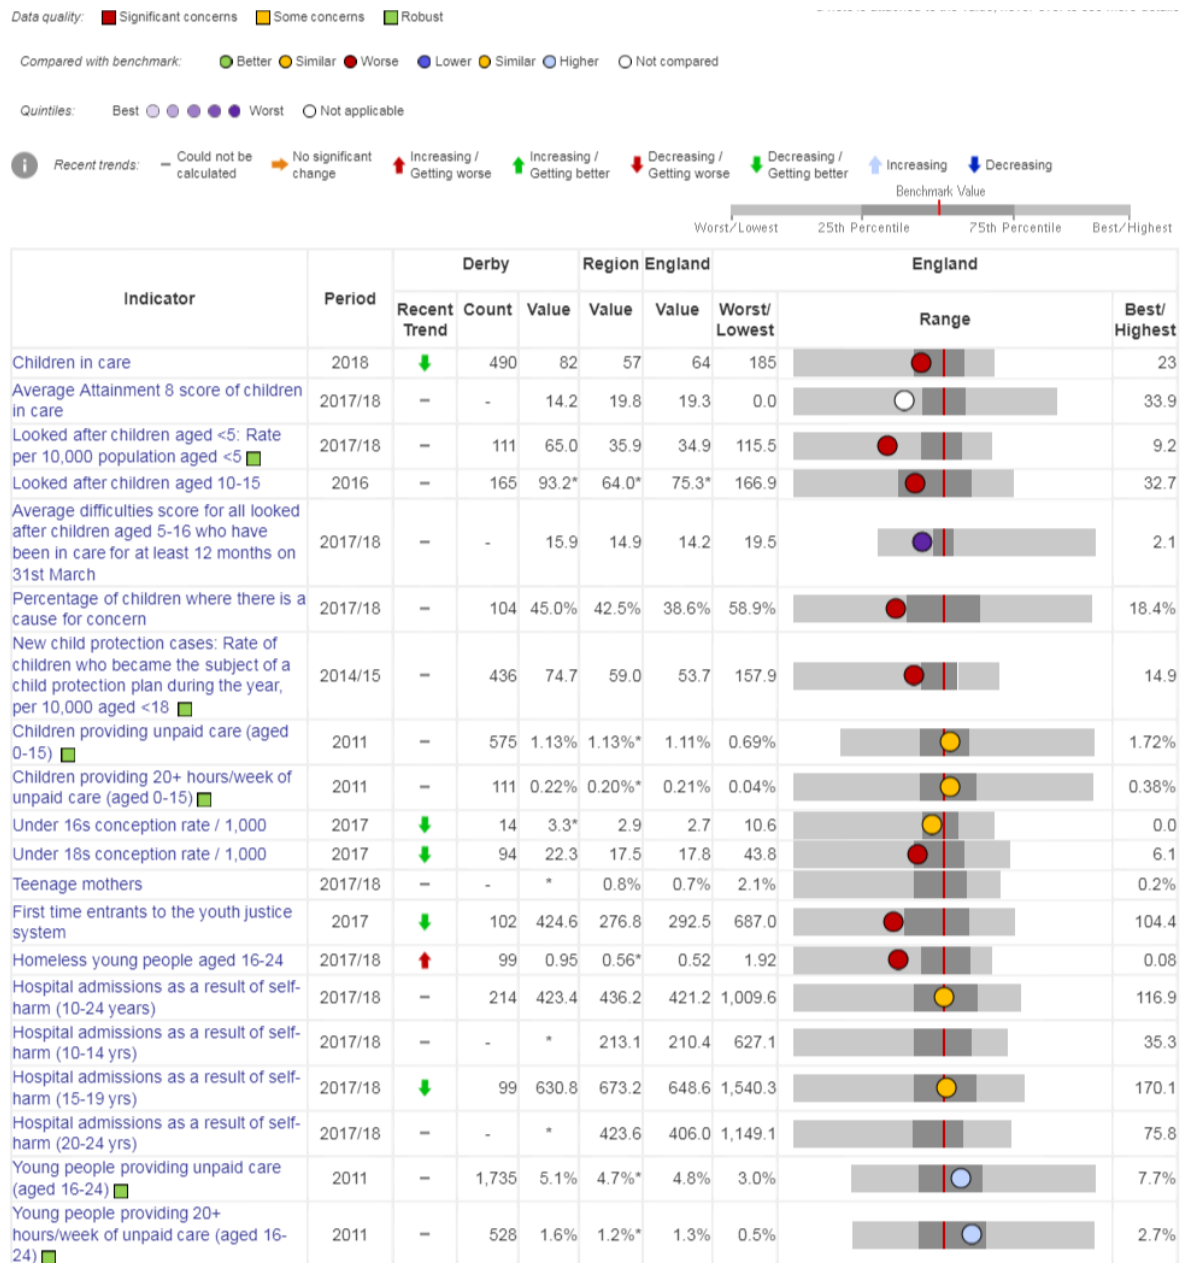 Data quality: Significant concerns Some concerns Robust
Compared with benchmark: Better Similar Worse Lower Similar Higher Not compared
Quintiles: Best Worst Not applicable
Recent trends: – Could not be calculated No significant change Increasing / Getting worse Increasing / Getting better Decreasing / Getting worse Decreasing / Getting better Increasing Decreasing
Benchmark Value
Worst/Lowest 25th Percentile 75th Percentile Best/Highest
Derby Region England England
Indicator Period Recent Trend Count Value Value Value Worst/ Lowest Range Best/ Highest
Children in care 2018 490 82 57 64 185 23
Average Attainment 8 score of children
in care 2017/18 – - 14.2 19.8 19.3 0.0 33.9
Looked after children aged <5: Rate
per 10,000 population aged <5 2017/18 – 111 65.0 35.9 34.9 115.5 9.2
Looked after children aged 10-15 2016 – 165 93.2* 64.0* 75.3* 166.9 32.7
Average difficulties score for all looked
after children aged 5-16 who have
been in care for at least 12 months on
31st March 2017/18 – - 15.9 14.9 14.2 19.5 2.1
Percentage of children where there is a
cause for concern 2017/18 – 104 45.0% 42.5% 38.6% 58.9% 18.4%
New child protection cases: Rate of
children who became the subject of a
child protection plan during the year,
per 10,000 aged <18 2014/15 – 436 74.7 59.0 53.7 157.9 14.9
Children providing unpaid care (aged
0-15) 2011 – 575 1.13% 1.13%* 1.11% 0.69% 1.72%
Children providing 20+ hours/week of
unpaid care (aged 0-15) 2011 – 111 0.22% 0.20%* 0.21% 0.04% 0.38%
Under 16s conception rate / 1,000 2017 14 3.3* 2.9 2.7 10.6 0.0
Under 18s conception rate / 1,000 2017 94 22.3 17.5 17.8 43.8 6.1
Teenage mothers 2017/18 – - * 0.8% 0.7% 2.1% 0.2%
First time entrants to the youth justice
system 2017 102 424.6 276.8 292.5 687.0 104.4
Homeless young people aged 16-24 2017/18 99 0.95 0.56* 0.52 1.92 0.08
Hospital admissions as a result of self-
harm (10-24 years) 2017/18 – 214 423.4 436.2 421.2 1,009.6 116.9
Hospital admissions as a result of self-
harm (10-14 yrs) 2017/18 – - * 213.1 210.4 627.1 35.3
Hospital admissions as a result of self-
harm (15-19 yrs) 2017/18 99 630.8 673.2 648.6 1,540.3 170.1
Hospital admissions as a result of self-
harm (20-24 yrs) 2017/18 – - * 423.6 406.0 1,149.1 75.8
Young people providing unpaid care
(aged 16-24) 2011 – 1,735 5.1% 4.7%* 4.8% 3.0% 7.7%
Young people providing 20+
hours/week of unpaid care (aged 16-
24) 2011 – 528 1.6% 1.2%* 1.3% 0.5% 2.7%